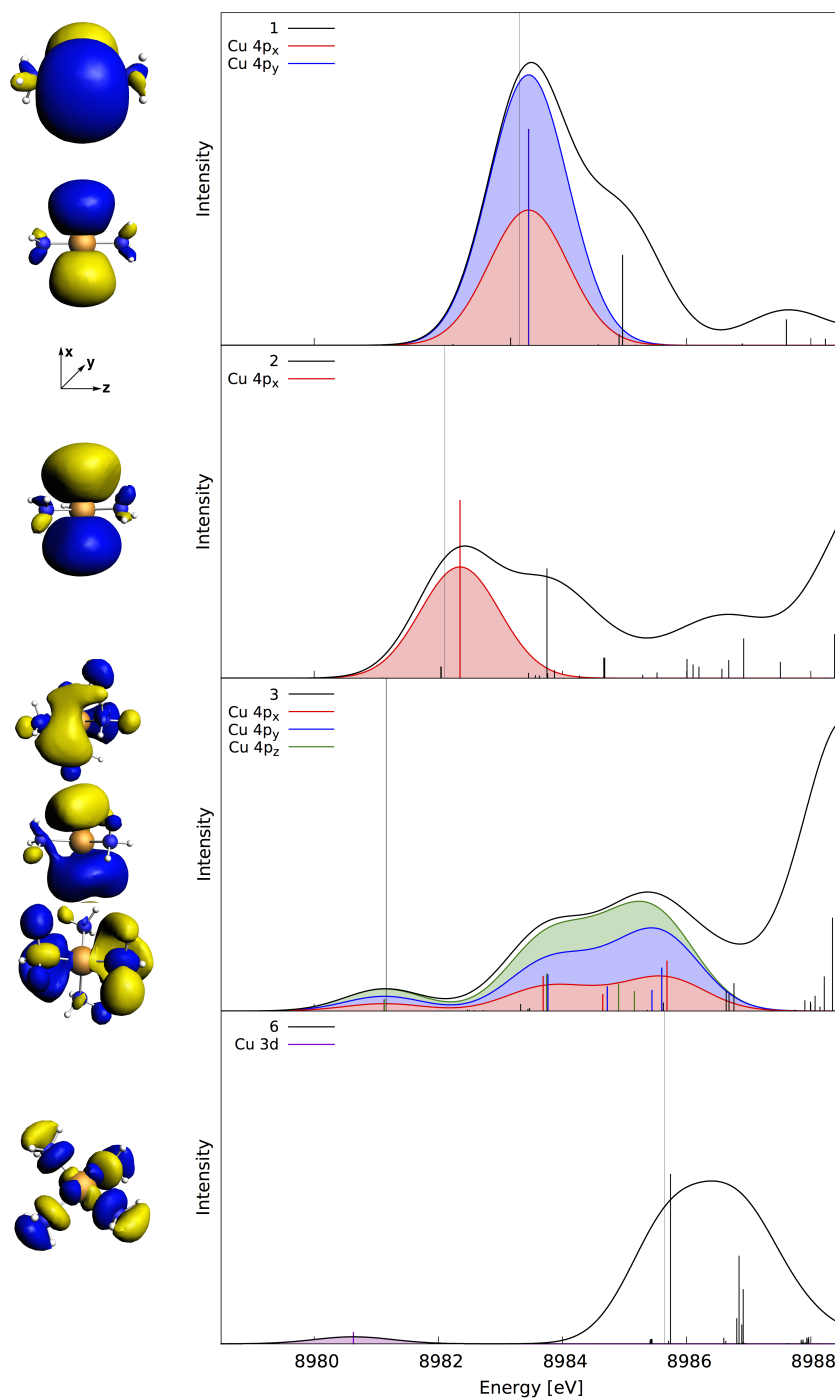 1
Cu 4px
Cu 4py
Intensity
x
y
z
2
Cu 4px
Intensity
3
Cu 4px
Cu 4py
Cu 4pz
Intensity
6
Cu 3d
Intensity
8980 8982 8984 8986 8988
Energy [eV]